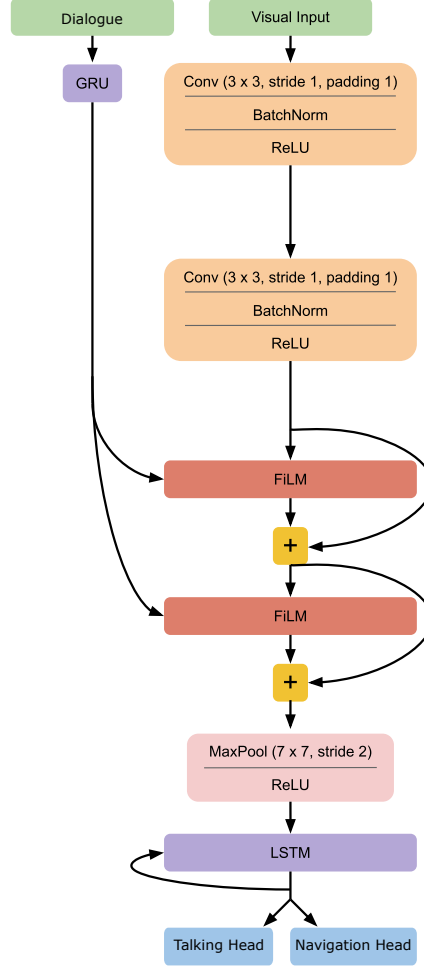 Dialogue
Visual Input
GRU
Conv (3 x 3, stride 1, padding 1)
BatchNorm
ReLU
Conv (3 x 3, stride 1, padding 1)
BatchNorm
ReLU
FiLM
+
FiLM
+
MaxPool (7 x 7, stride 2)
ReLU
LSTM
Talking Head
Navigation Head